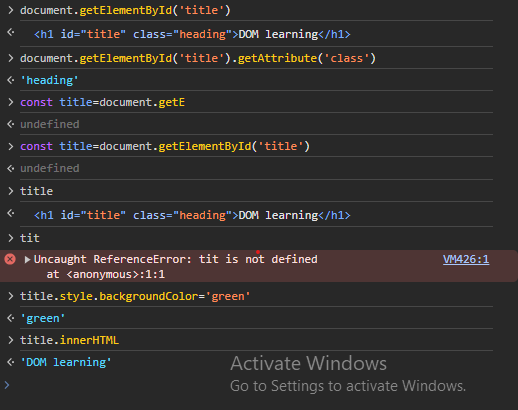 document.getElementById('title')
<h1 id="title" class="heading">DOM learning</h1>
document.getElementById('title').getAttribute('class')
'heading'
const title=document.getE
undefined
const title=document.getElementById('title')
undefined
title
<h1 id="title" class="heading">DOM learning</h1>
tit
Uncaught ReferenceError: tit is not defined VM426:1
at <anonymous>:1:1
title.style.backgroundColor='green'
'green'
title.innerHTML
'DOM learning'
Activate Windows
Go to Settings to activate Windows.